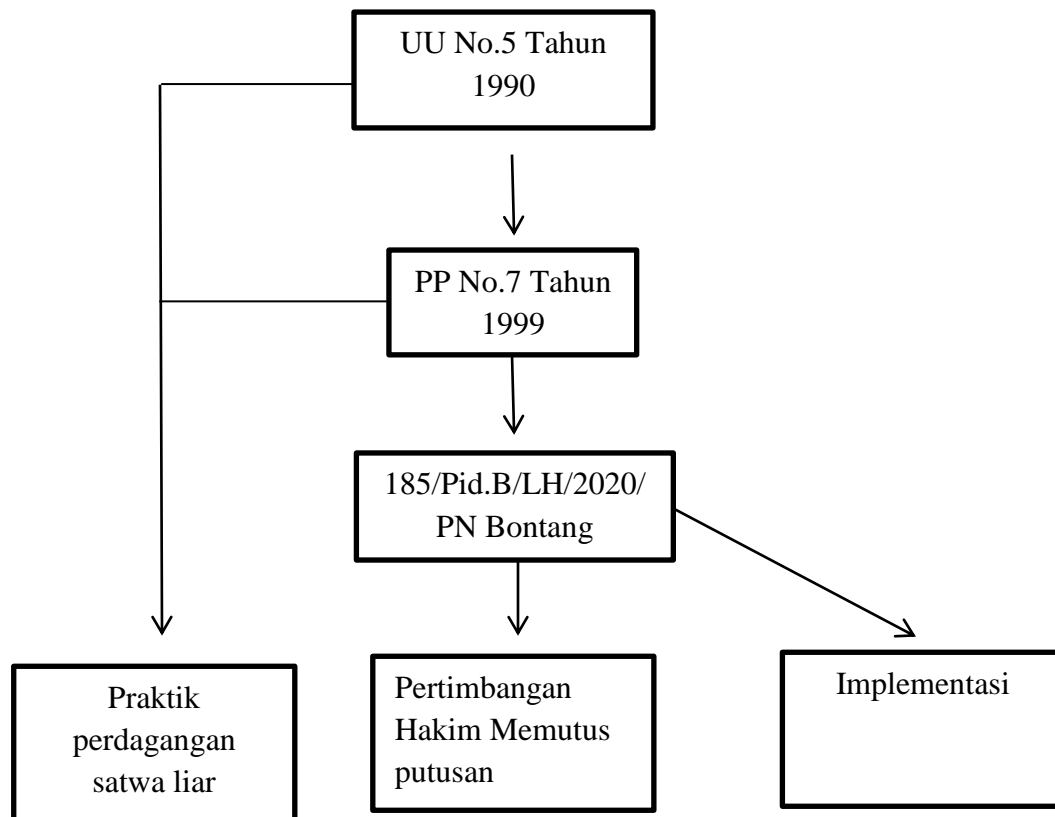 UU No.5 Tahun
1990
PP No.7 Tahun
1999
185/Pid.B/LH/2020/
PN Bontang
Praktik
perdagangan
satwa liar
Pertimbangan
Hakim Memutus
putusan
Implementasi